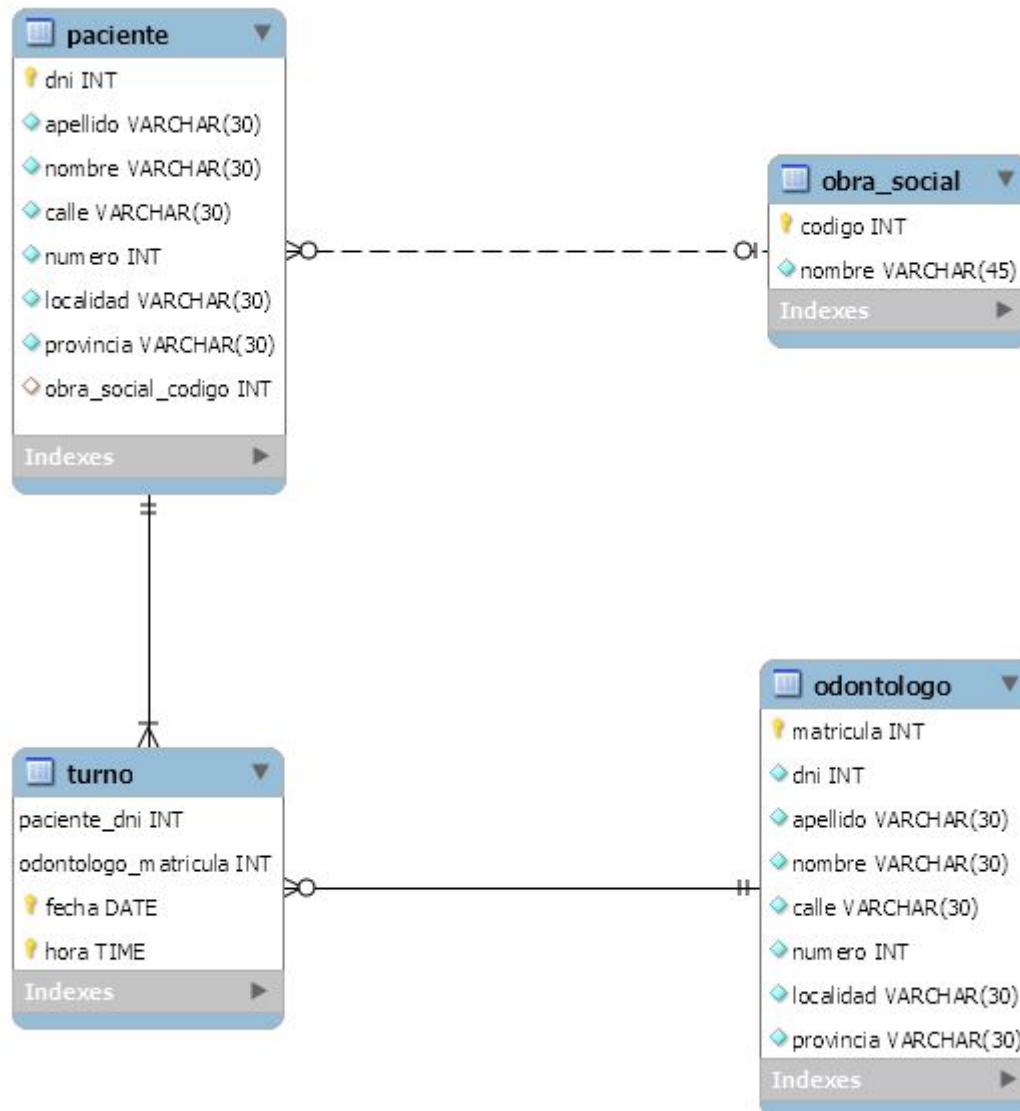 paciente
dni INT
apellido VARCHAR(30)
nombre VARCHAR(30)
calle VARCHAR(30)
numero INT
localidad VARCHAR(30)
provincia VARCHAR(30)
obra_social_codigo INT
Indexes
obra_social
codigo INT
nombre VARCHAR(45)
Indexes
turno
paciente_dni INT
odontologo_matricula INT
fecha DATE
hora TIME
Indexes
odontologo
matricula INT
dni INT
apellido VARCHAR(30)
nombre VARCHAR(30)
calle VARCHAR(30)
numero INT
localidad VARCHAR(30)
provincia VARCHAR(30)
Indexes